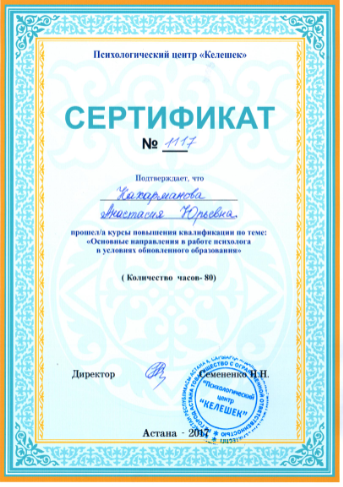 Психологический центр «Келешек»
СЕРТИФИКАТ
№ 1117
Подтверждает, что
Кахарманова
Анастасия Юрьевна
прошел/а курсы повышения квалификации по теме:
«Основные направления в работе психолога
в условиях обновленного образования»
( Количество часов- 80)
Директор Семененко Н.Н.
"Психологический
центр
"КЕЛЕШЕК"
Астана - 2017